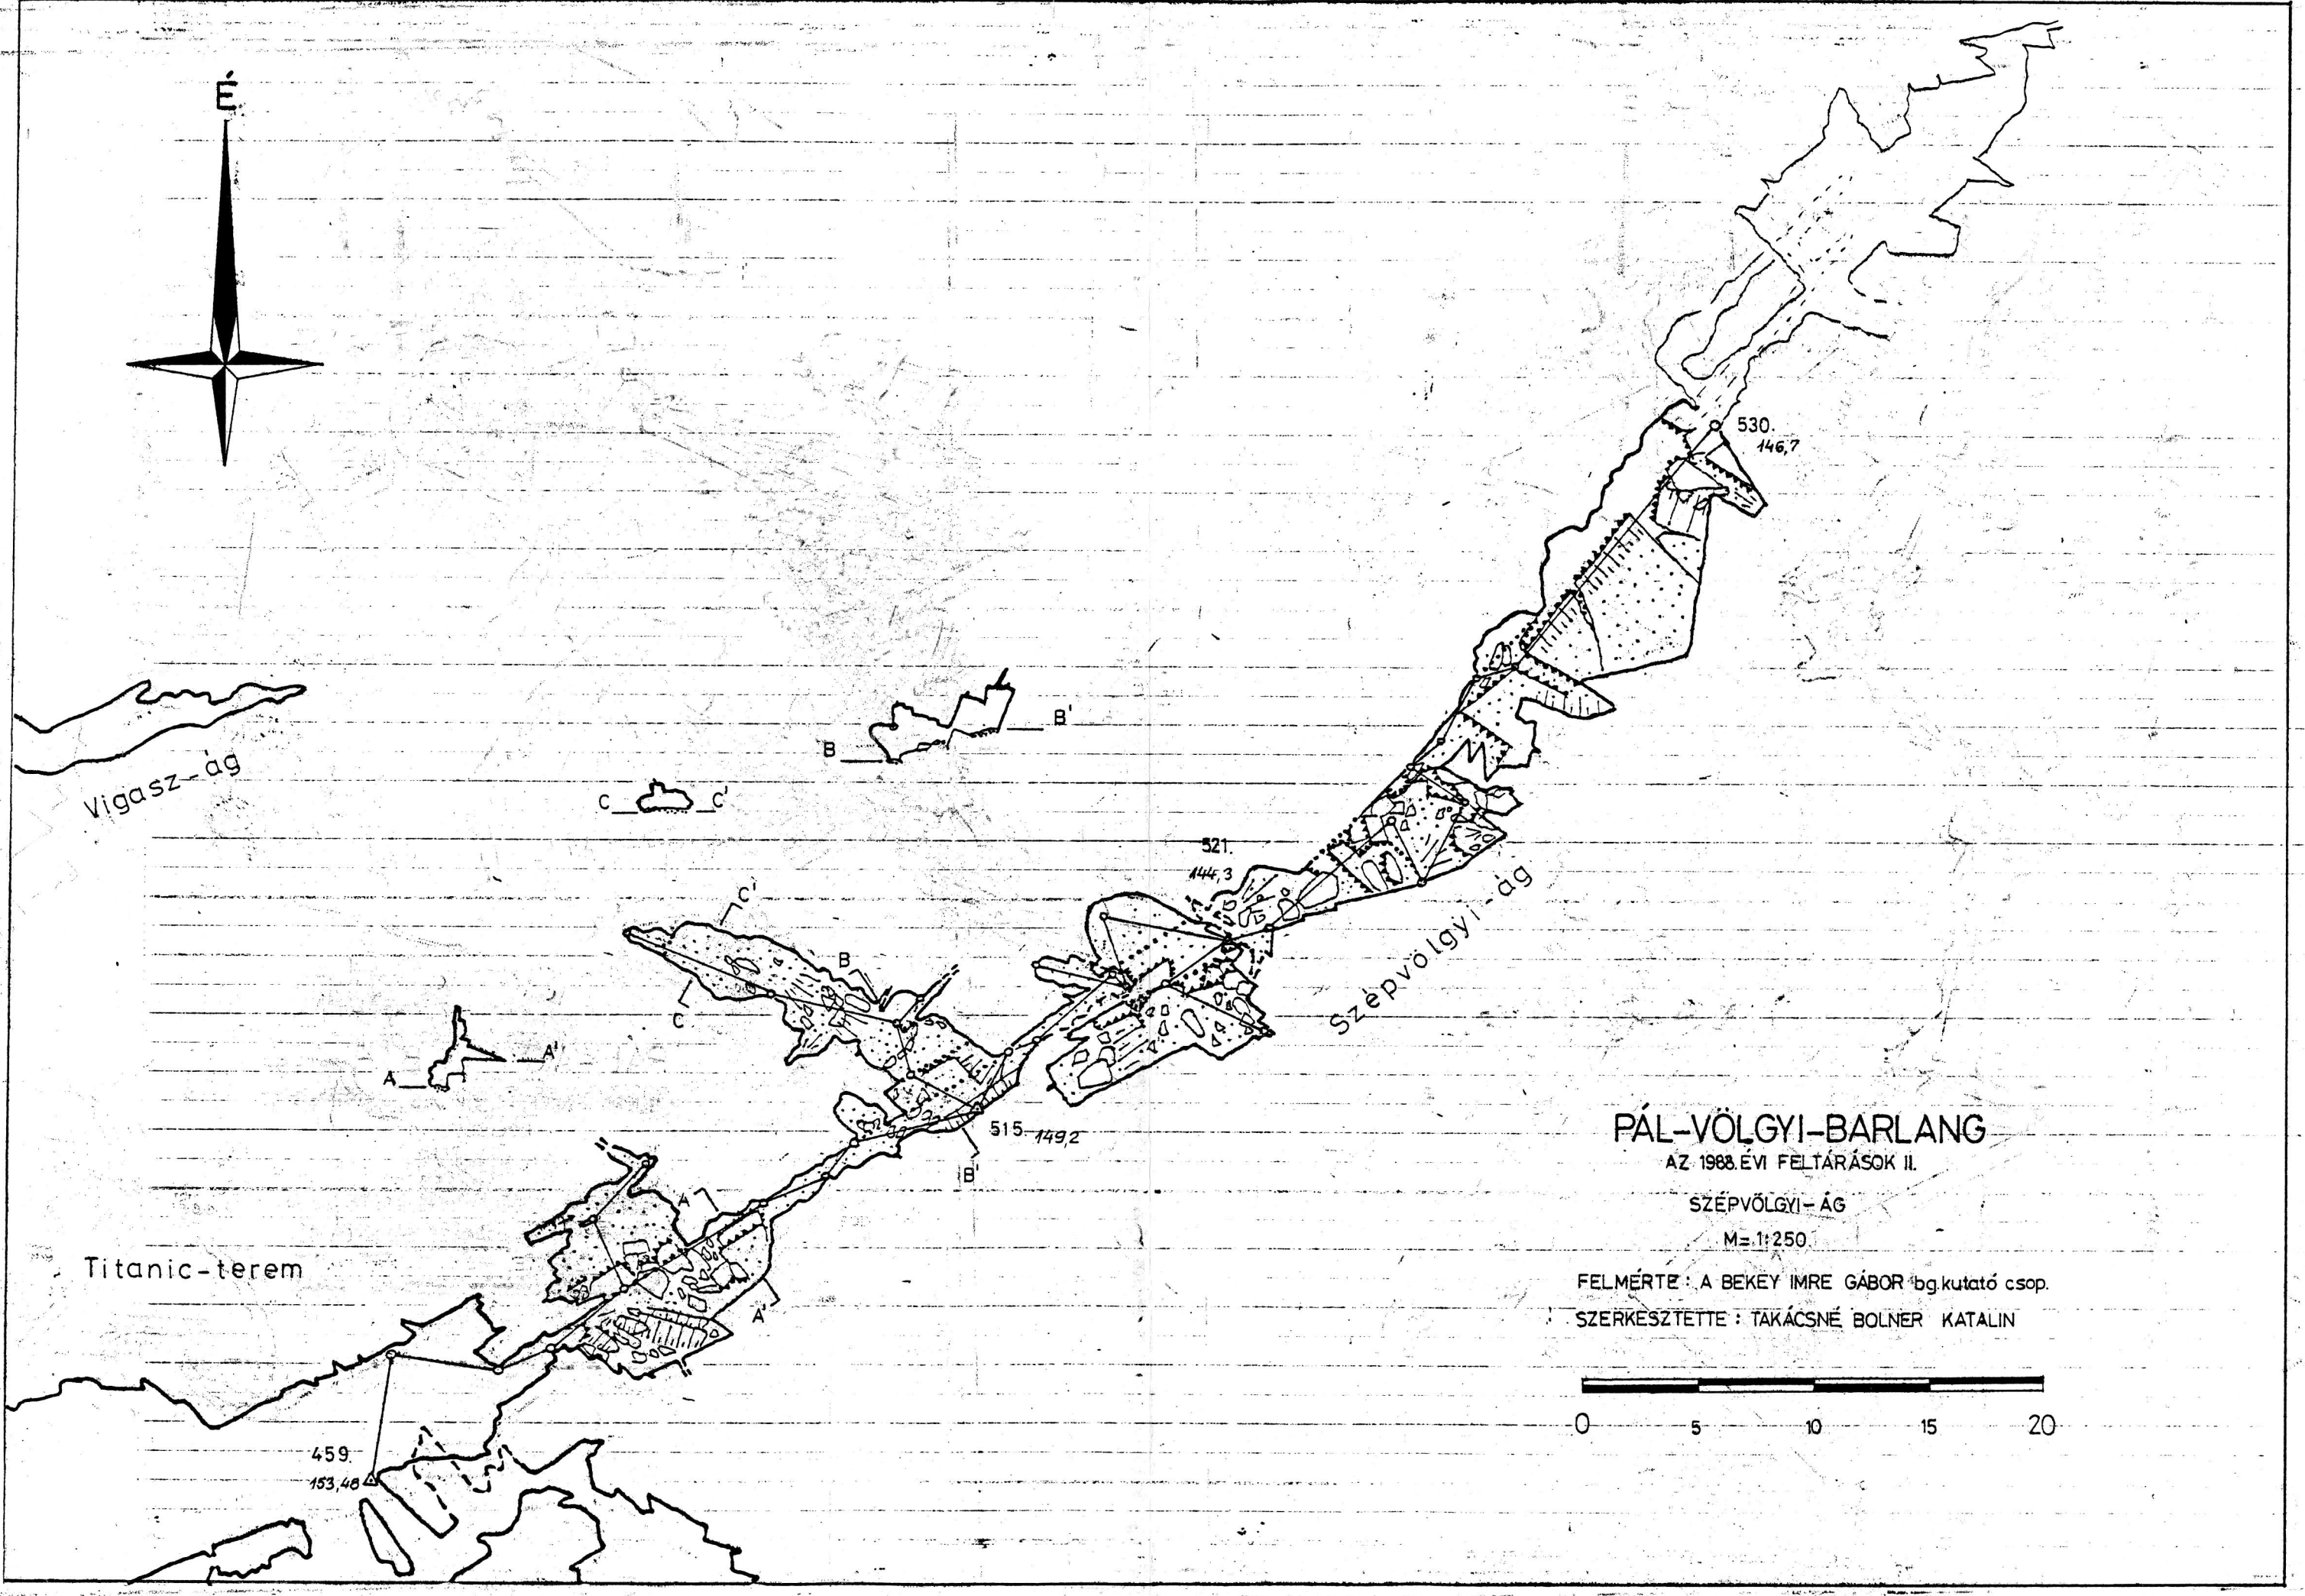 É
530.
146,7
B'
B
Vigasz-ág
C
C'
521.
144,3
C'
B
Szépvölgyi-ág
C
A'
A
515.
149,2
B'
A
Titanic-terem
A'
459.
153,48
PÁL-VÖLGYI-BARLANG
AZ 1988. ÉVI FELTÁRÁSOK II.
SZÉPVÖLGYI-ÁG
M=1:250
FELMÉRTE: A BEKEY IMRE GÁBOR bg.kutató csop.
SZERKESZTETTE: TAKÁCSNÉ BOLNER KATALIN
0 5 10 15 20